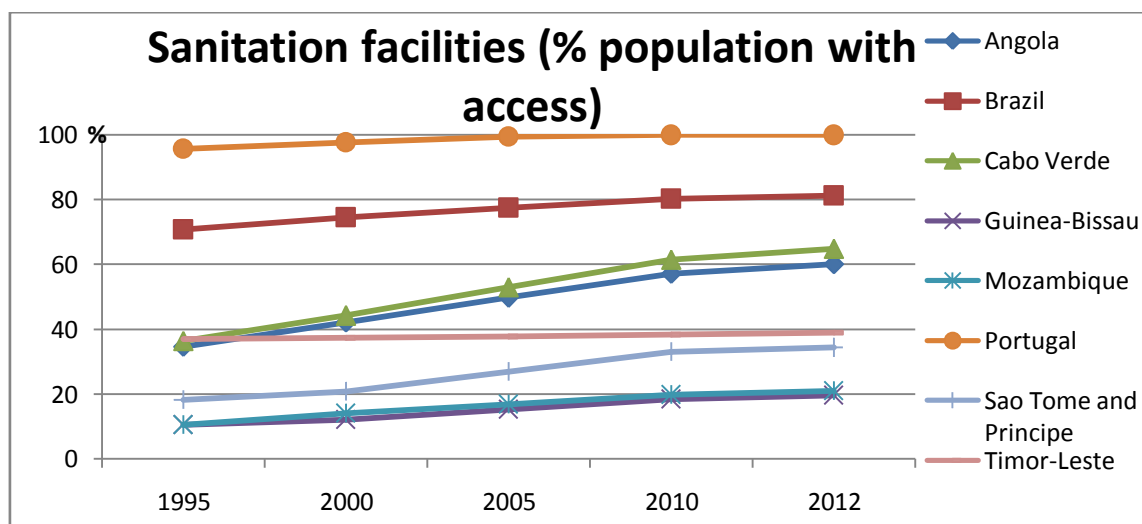 Sanitation facilities (% population with
access)
100 %
80
60
40
20
0
1995 2000 2005 2010 2012
Angola
Brazil
Cabo Verde
Guinea-Bissau
Mozambique
Portugal
Sao Tome and
Principe
Timor-Leste